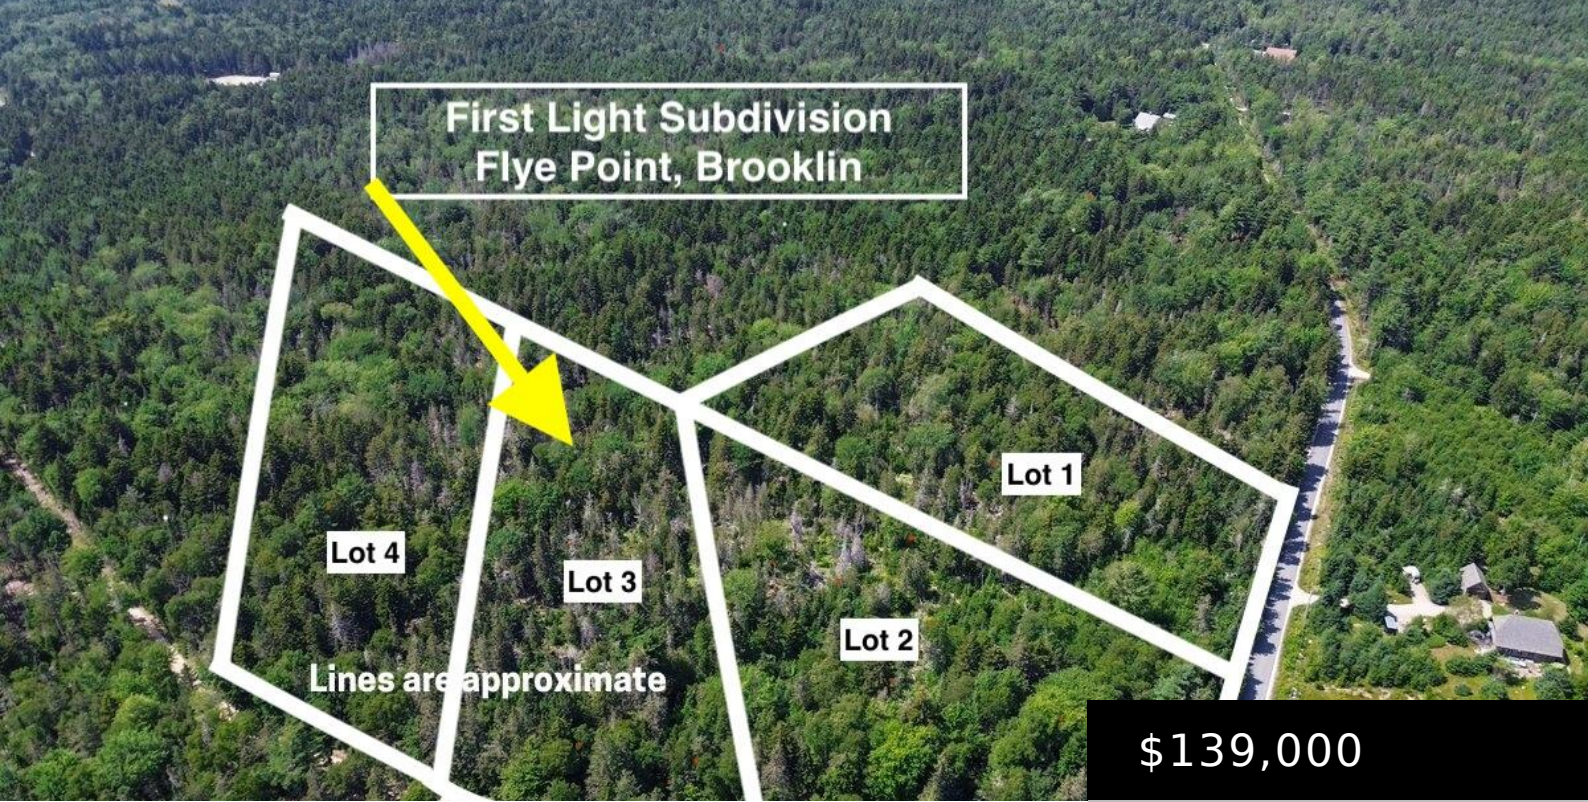 First Light Subdivision
Flye Point, Brooklin
Lot 1
Lot 4
Lot 3
Lot 2
Lines are approximate
$139,000